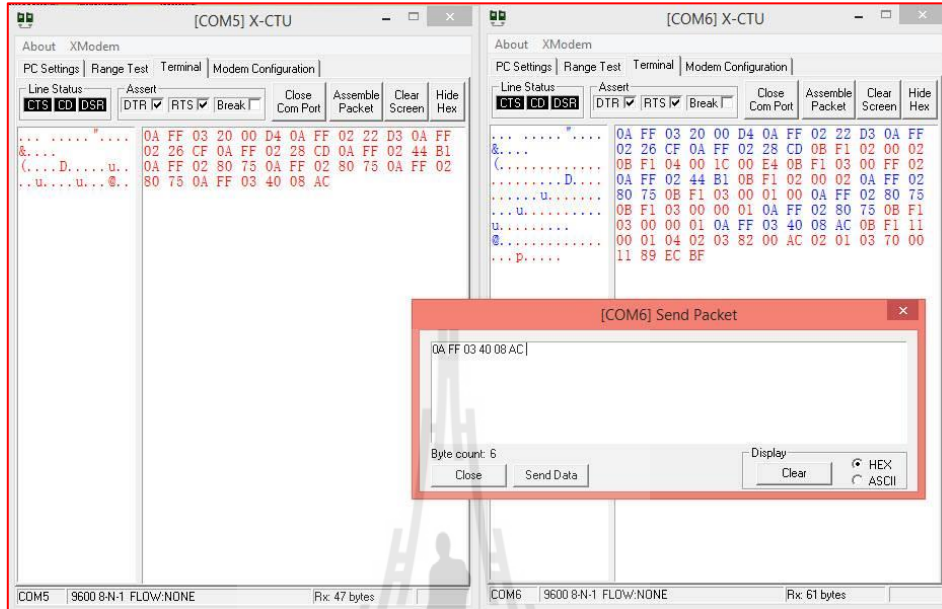 [COM5] X-CTU
About XModem
PC Settings Range Test Terminal Modem Configuration
Line Status Assert
CTS CD DSR DTR RTS Break
Close Com Port
Assemble Packet
Clear Screen
Hide Hex
... ....."....
&....
(....D.....u..
..u....u...@..
0A FF 03 20 00 D4 0A FF 02 22 D3 0A FF
02 26 CF 0A FF 02 28 CD 0A FF 02 44 B1
0A FF 02 80 75 0A FF 02 80 75 0A FF 02
80 75 0A FF 03 40 08 AC
COM5 9600 8-N-1 FLOW:NONE Rx: 47 bytes
[COM6] X-CTU
About XModem
PC Settings Range Test Terminal Modem Configuration
Line Status Assert
CTS CD DSR DTR RTS Break
Close Com Port
Assemble Packet
Clear Screen
Hide Hex
... ....."....
&....
(.............
.........D....
......u.......
...u..........
u.........
@.............
...p.....
0A FF 03 20 00 D4 0A FF 02 22 D3 0A FF
02 26 CF 0A FF 02 28 CD 0B F1 02 00 02
0B F1 04 00 1C 00 E4 0B F1 03 00 FF 02
0A FF 02 44 B1 0B F1 02 00 02 0A FF 02
80 75 0B F1 03 00 01 00 0A FF 02 80 75
0B F1 03 00 00 01 0A FF 02 80 75 0B F1
03 00 00 01 0A FF 03 40 08 AC 0B F1 11
00 01 04 02 03 82 00 AC 02 01 03 70 00
11 89 EC BF
[COM6] Send Packet
0A FF 03 40 08 AC
Byte count: 6
Close Send Data
Display
Clear
HEX
ASCII
COM6 9600 8-N-1 FLOW:NONE Rx: 61 bytes